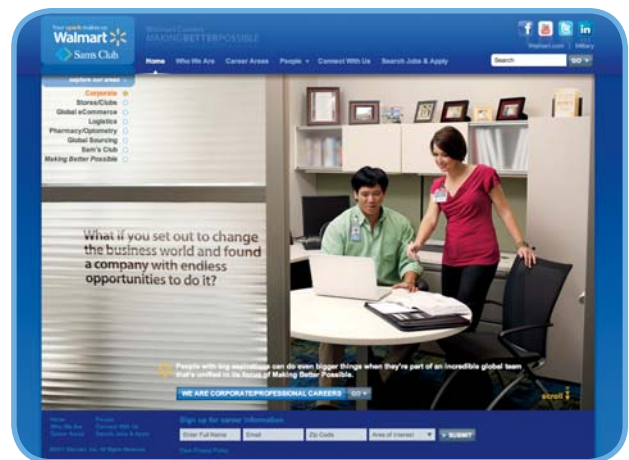 Your spark makes us
Walmart
Sam's Club
Walmart Careers
MAKING BETTER POSSIBLE
Walmart.com | Military
Home Who We Are Career Areas People Connect With Us Search Jobs & Apply
Search GO
explore our areas
Corporate
Stores/Clubs
Global eCommerce
Logistics
Pharmacy/Optometry
Global Sourcing
Sam's Club
Making Better Possible
What if you set out to change
the business world and found
a company with endless
opportunities to do it?
People with big aspirations can do even bigger things when they're part of an incredible global team
that's unified in its focus of Making Better Possible.
WE ARE CORPORATE/PROFESSIONAL CAREERS GO
scroll
Home People
Who We Are Connect With Us
Career Areas Search Jobs & Apply
Sign up for career information
Enter Full Name Email Zip Code Area of Interest SUBMIT
View Privacy Policy